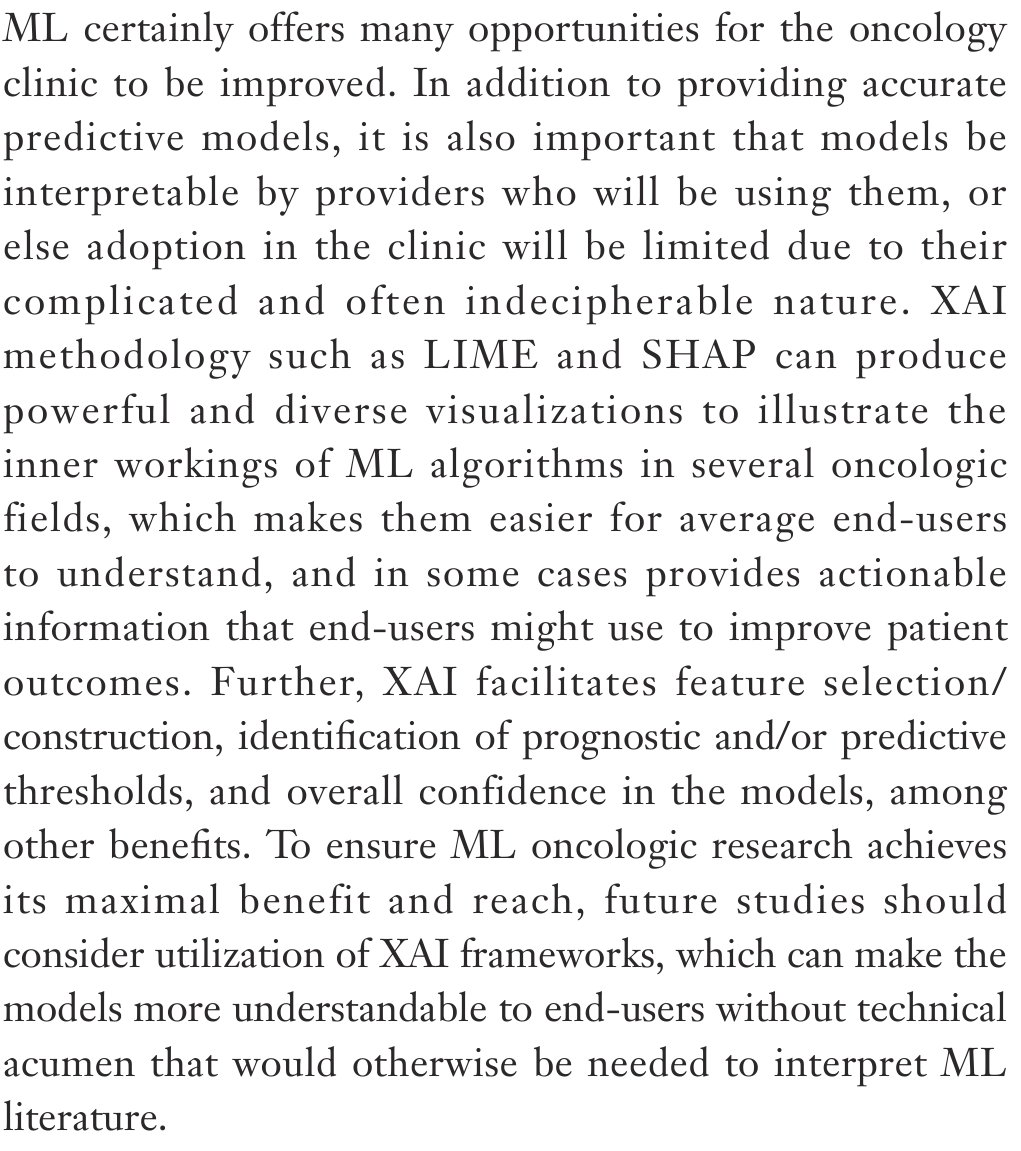 ML certainly offers many opportunities for the oncology
clinic to be improved. In addition to providing accurate
predictive models, it is also important that models be
interpretable by providers who will be using them, or
else adoption in the clinic will be limited due to their
complicated and often indecipherable nature. XAI
methodology such as LIME and SHAP can produce
powerful and diverse visualizations to illustrate the
inner workings of ML algorithms in several oncologic
fields, which makes them easier for average end-users
to understand, and in some cases provides actionable
information that end-users might use to improve patient
outcomes. Further, XAI facilitates feature selection/
construction, identification of prognostic and/or predictive
thresholds, and overall confidence in the models, among
other benefits. To ensure ML oncologic research achieves
its maximal benefit and reach, future studies should
consider utilization of XAI frameworks, which can make the
models more understandable to end-users without technical
acumen that would otherwise be needed to interpret ML
literature.